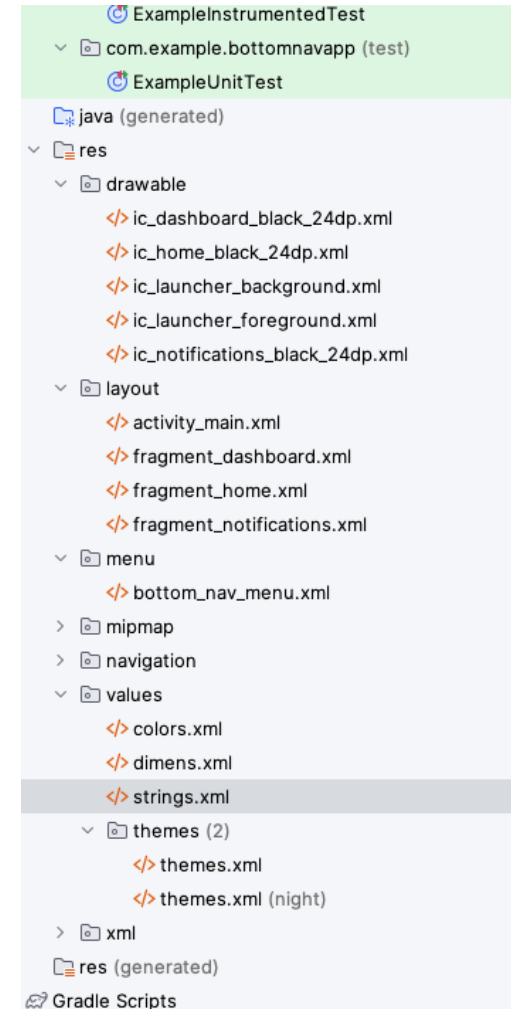 ExampleInstrumentedTest
com.example.bottomnavapp (test)
ExampleUnitTest
java (generated)
res
drawable
ic_dashboard_black_24dp.xml
ic_home_black_24dp.xml
ic_launcher_background.xml
ic_launcher_foreground.xml
ic_notifications_black_24dp.xml
layout
activity_main.xml
fragment_dashboard.xml
fragment_home.xml
fragment_notifications.xml
menu
bottom_nav_menu.xml
mipmap
navigation
values
colors.xml
dimens.xml
strings.xml
themes (2)
themes.xml
themes.xml (night)
xml
res (generated)
Gradle Scripts